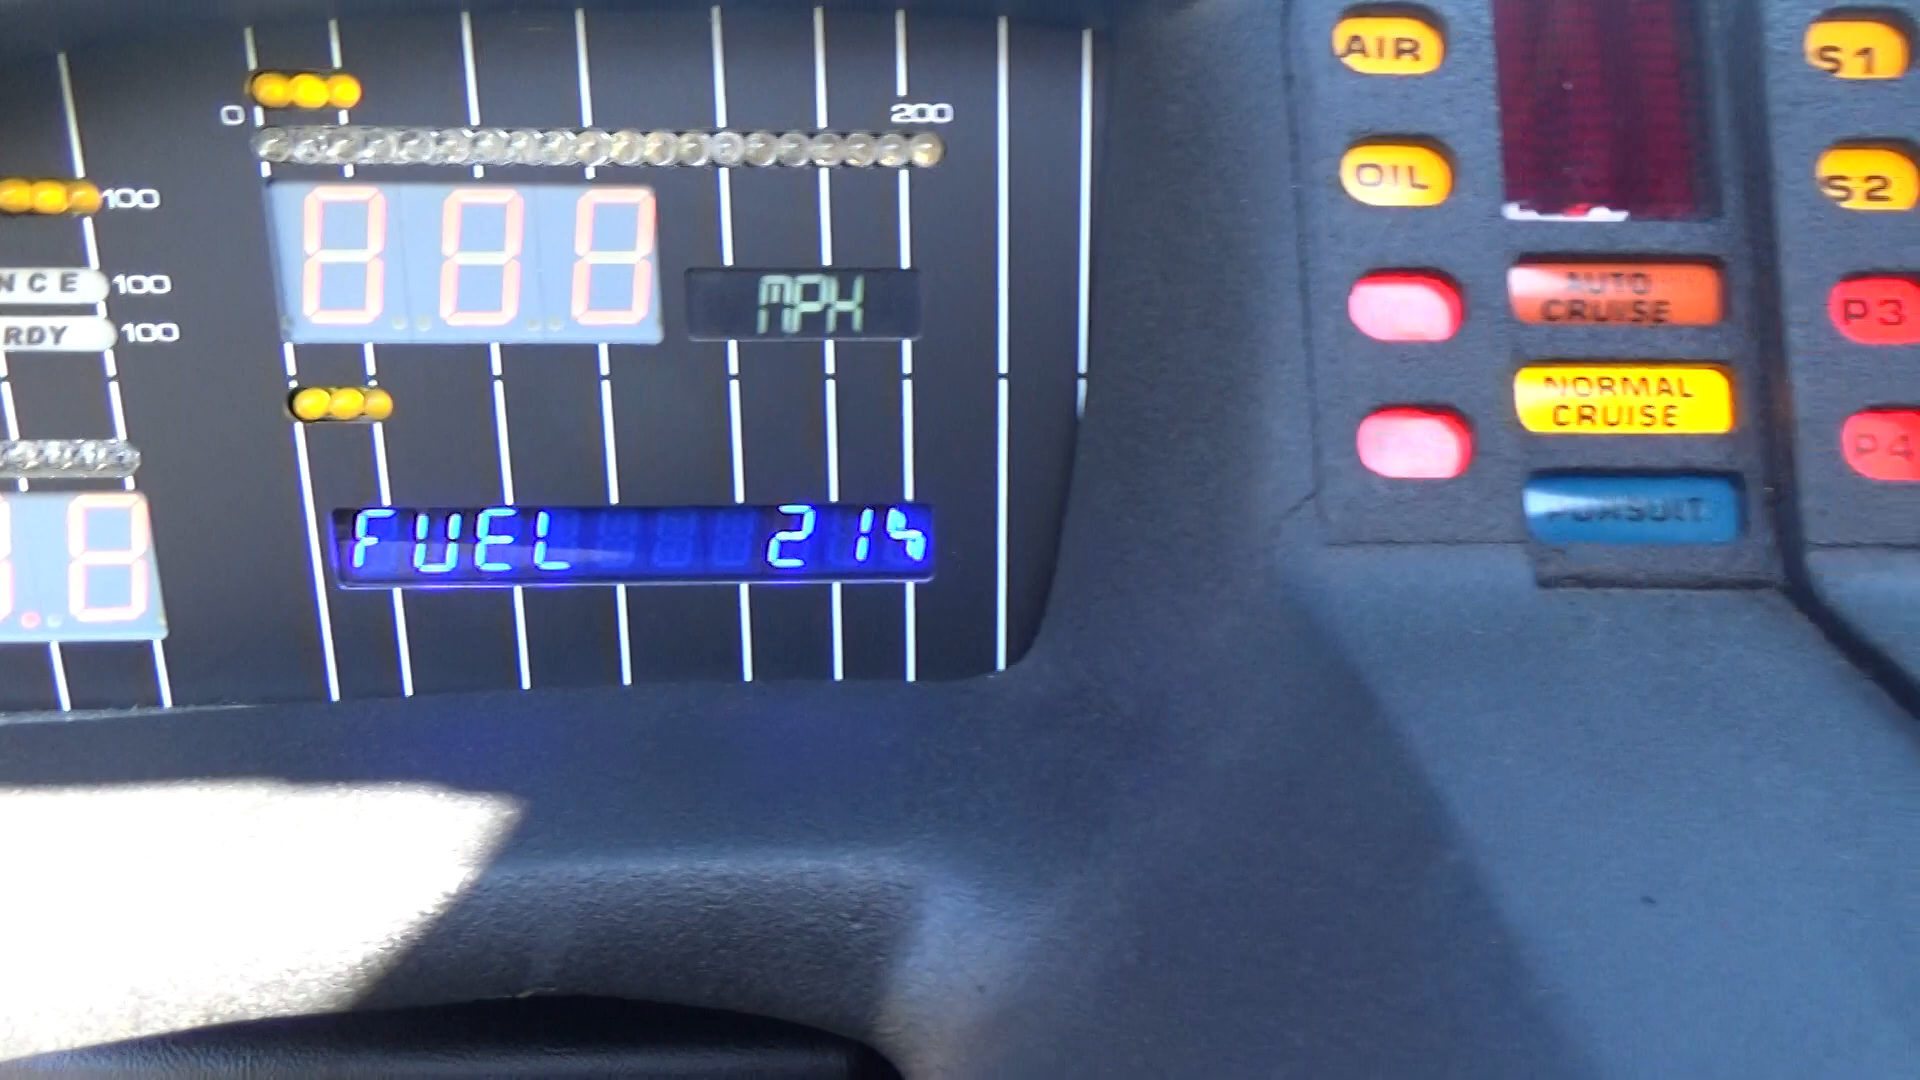 0
200
100
NCE 100
RDY 100
MPH
FUEL 21%
AIR
OIL
AUTO
CRUISE
NORMAL
CRUISE
PURSUIT
S1
S2
P3
P4